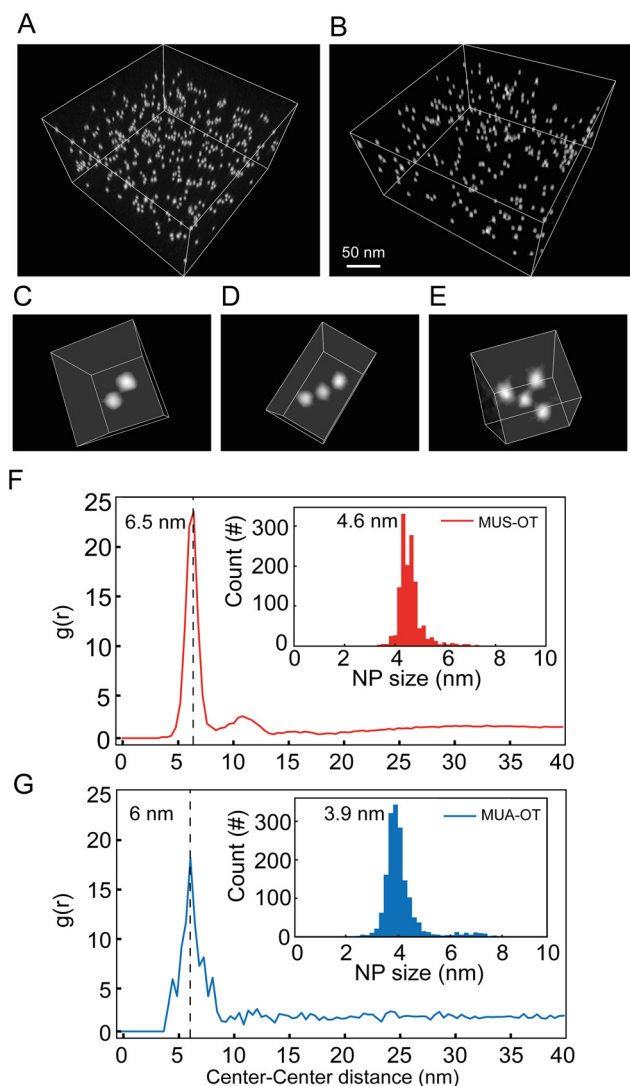 A
B
50 nm
C
D
E
F
25
20
15
10
5
0
g(r)
6.5 nm
300
200
100
0
Count (#)
4.6 nm
MUS-OT
0 2 4 6 8 10
NP size (nm)
0 5 10 15 20 25 30 35 40
G
25
20
15
10
5
0
g(r)
6 nm
300
200
100
0
Count (#)
3.9 nm
MUA-OT
0 2 4 6 8 10
NP size (nm)
0 5 10 15 20 25 30 35 40
Center-Center distance (nm)